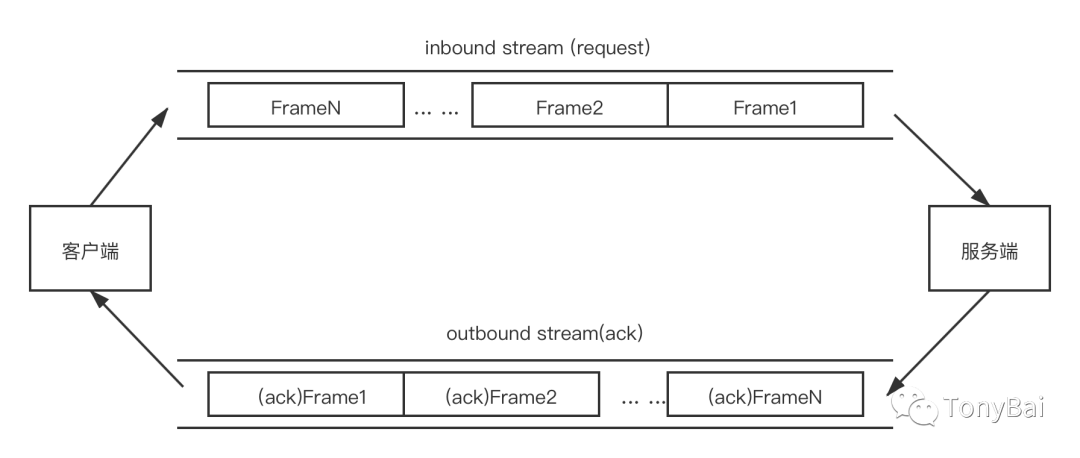 inbound stream (request)
FrameN ... ... Frame2 Frame1
客户端
服务端
outbound stream(ack)
(ack)Frame1 (ack)Frame2 ... ... (ack)FrameN
TonyBai